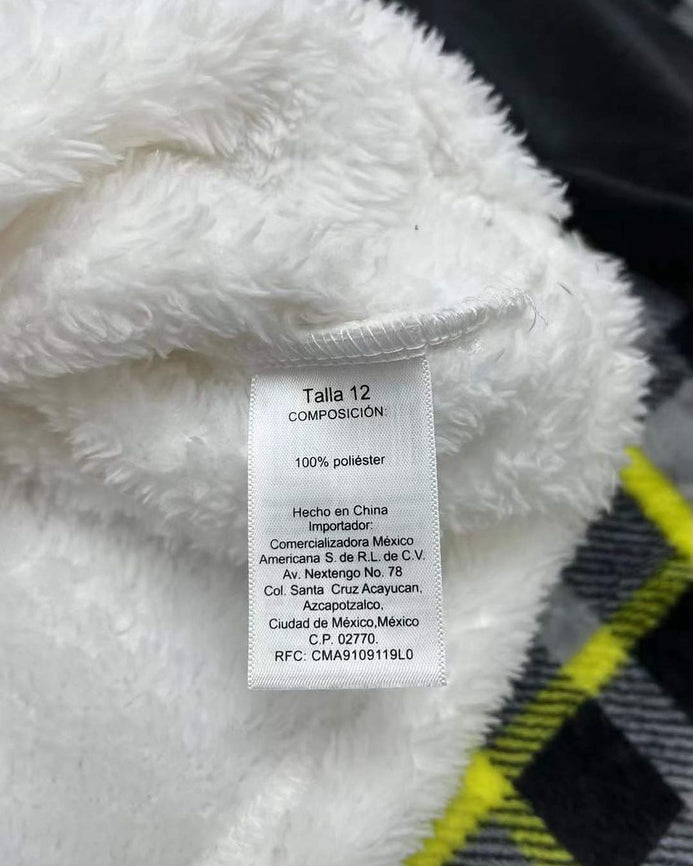 Talla 12
COMPOSICIÓN:
100% poliéster
Hecho en China
Importador:
Comercializadora México
Americana S. de R.L. de C.V.
Av. Nextengo No. 78
Col. Santa Cruz Acayucan,
Azcapotzalco,
Ciudad de México,México
C.P. 02770.
RFC: CMA9109119L0